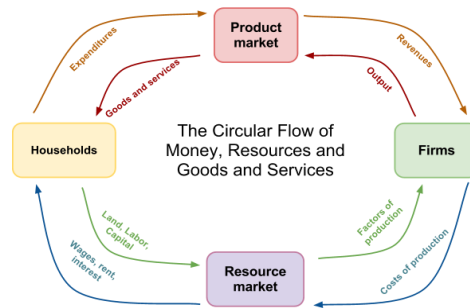 Product
market
Expenditures
Revenues
Goods and services
Output
Households
The Circular Flow of
Money, Resources and
Goods and Services
Firms
Land, Labor,
Capital
Factors of
production
Wages, rent,
interest
Resource
market
Costs of production